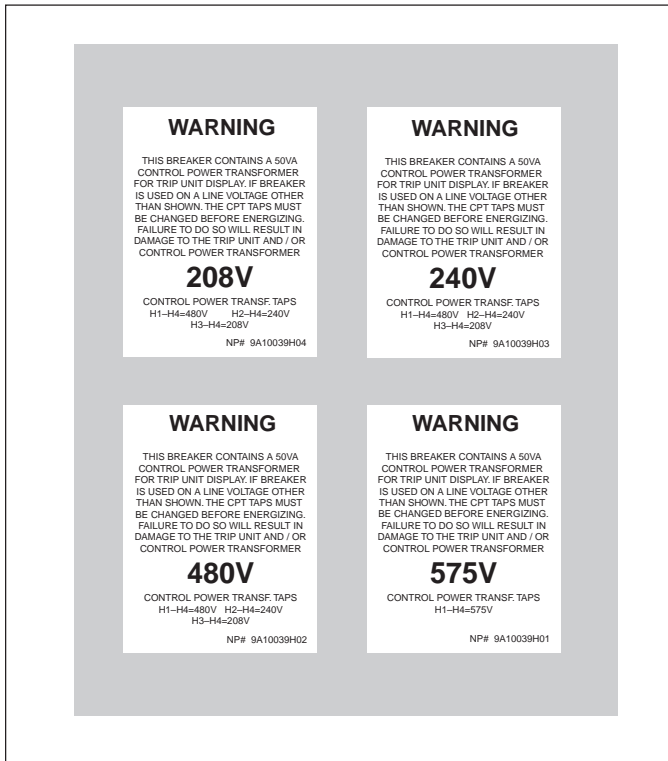 WARNING
THIS BREAKER CONTAINS A 50VA
CONTROL POWER TRANSFORMER
FOR TRIP UNIT DISPLAY. IF BREAKER
IS USED ON A LINE VOLTAGE OTHER
THAN SHOWN. THE CPT TAPS MUST
BE CHANGED BEFORE ENERGIZING.
FAILURE TO DO SO WILL RESULT IN
DAMAGE TO THE TRIP UNIT AND / OR
CONTROL POWER TRANSFORMER
208V
CONTROL POWER TRANSF. TAPS
H1–H4=480V H2–H4=240V
H3–H4=208V
NP# 9A10039H04
WARNING
THIS BREAKER CONTAINS A 50VA
CONTROL POWER TRANSFORMER
FOR TRIP UNIT DISPLAY. IF BREAKER
IS USED ON A LINE VOLTAGE OTHER
THAN SHOWN. THE CPT TAPS MUST
BE CHANGED BEFORE ENERGIZING.
FAILURE TO DO SO WILL RESULT IN
DAMAGE TO THE TRIP UNIT AND / OR
CONTROL POWER TRANSFORMER
240V
CONTROL POWER TRANSF. TAPS
H1–H4=480V H2–H4=240V
H3–H4=208V
NP# 9A10039H03
WARNING
THIS BREAKER CONTAINS A 50VA
CONTROL POWER TRANSFORMER
FOR TRIP UNIT DISPLAY. IF BREAKER
IS USED ON A LINE VOLTAGE OTHER
THAN SHOWN. THE CPT TAPS MUST
BE CHANGED BEFORE ENERGIZING.
FAILURE TO DO SO WILL RESULT IN
DAMAGE TO THE TRIP UNIT AND / OR
CONTROL POWER TRANSFORMER
480V
CONTROL POWER TRANSF. TAPS
H1–H4=480V H2–H4=240V
H3–H4=208V
NP# 9A10039H02
WARNING
THIS BREAKER CONTAINS A 50VA
CONTROL POWER TRANSFORMER
FOR TRIP UNIT DISPLAY. IF BREAKER
IS USED ON A LINE VOLTAGE OTHER
THAN SHOWN. THE CPT TAPS MUST
BE CHANGED BEFORE ENERGIZING.
FAILURE TO DO SO WILL RESULT IN
DAMAGE TO THE TRIP UNIT AND / OR
CONTROL POWER TRANSFORMER
575V
CONTROL POWER TRANSF. TAPS
H1–H4=575V
NP# 9A10039H01